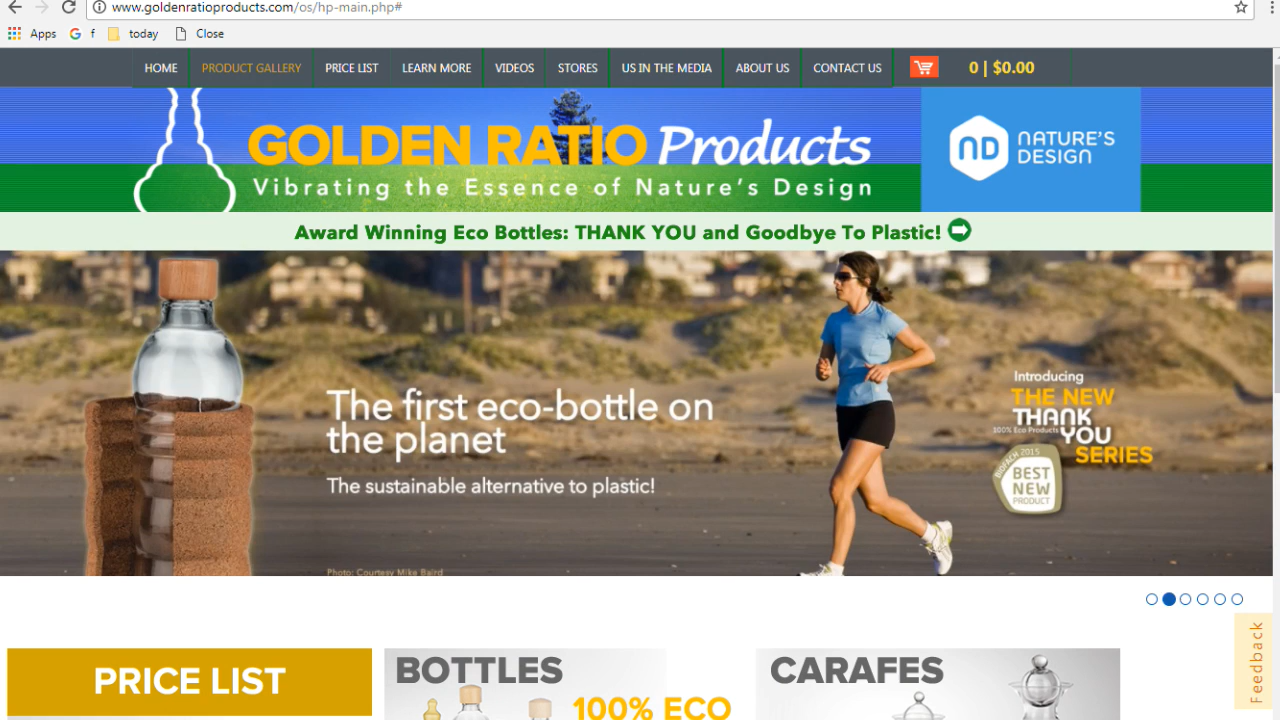 www.goldenratioproducts.com/os/hp-main.php#
Apps f today Close
HOME PRODUCT GALLERY PRICE LIST LEARN MORE VIDEOS STORES US IN THE MEDIA ABOUT US CONTACT US 0 | $0.00
GOLDEN RATIO Products
Vibrating the Essence of Nature's Design
ND NATURE'S DESIGN
Award Winning Eco Bottles: THANK YOU and Goodbye To Plastic!
The first eco-bottle on
the planet
The sustainable alternative to plastic!
Photo: Courtesy Mike Baird
Introducing
THE NEW
THANK
100% Eco Products YOU
SERIES
BIOFACH 2015
BEST
NEW
PRODUCT
Feedback
PRICE LIST
BOTTLES
100% ECO
CARAFES